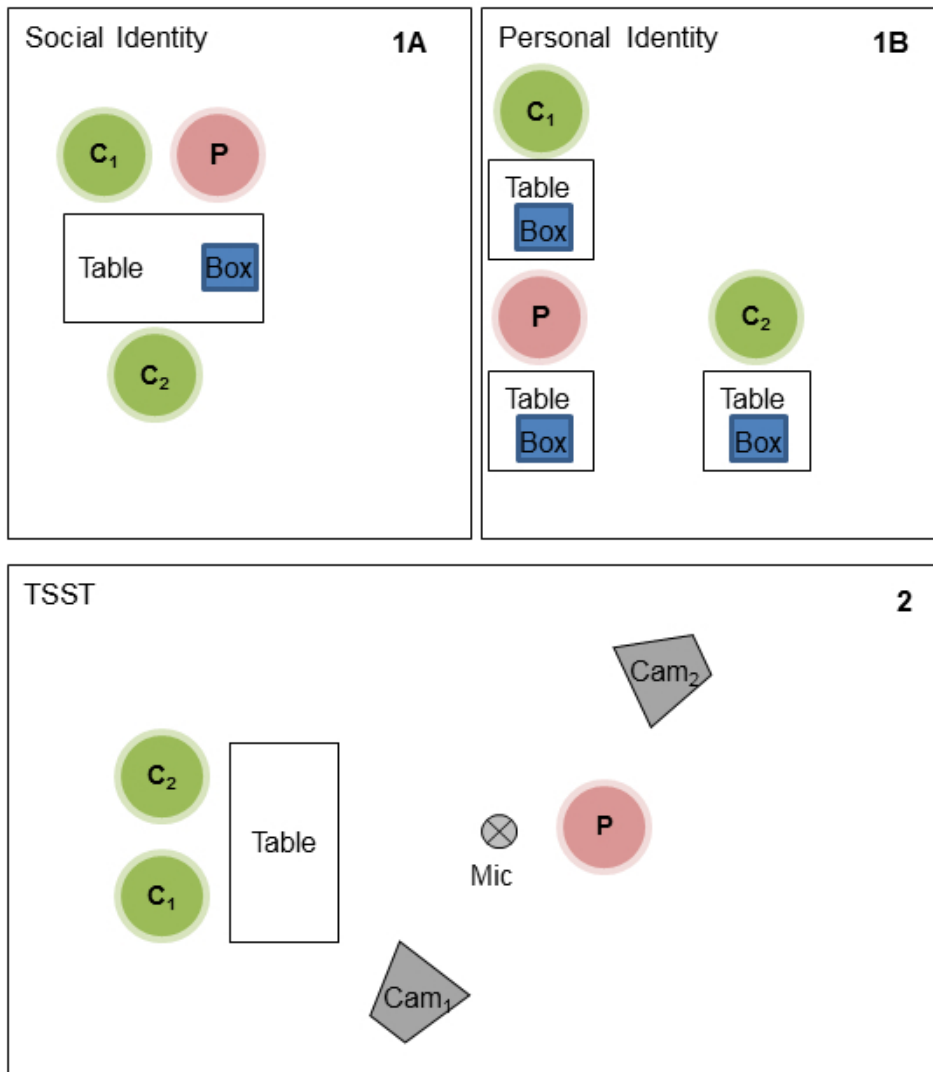 Social Identity
1A
C₁
P
Table
Box
C₂
Personal Identity
1B
C₁
Table
Box
P
C₂
Table
Box
Table
Box
TSST
2
Cam₂
C₂
Table
P
Mic
C₁
Cam₁